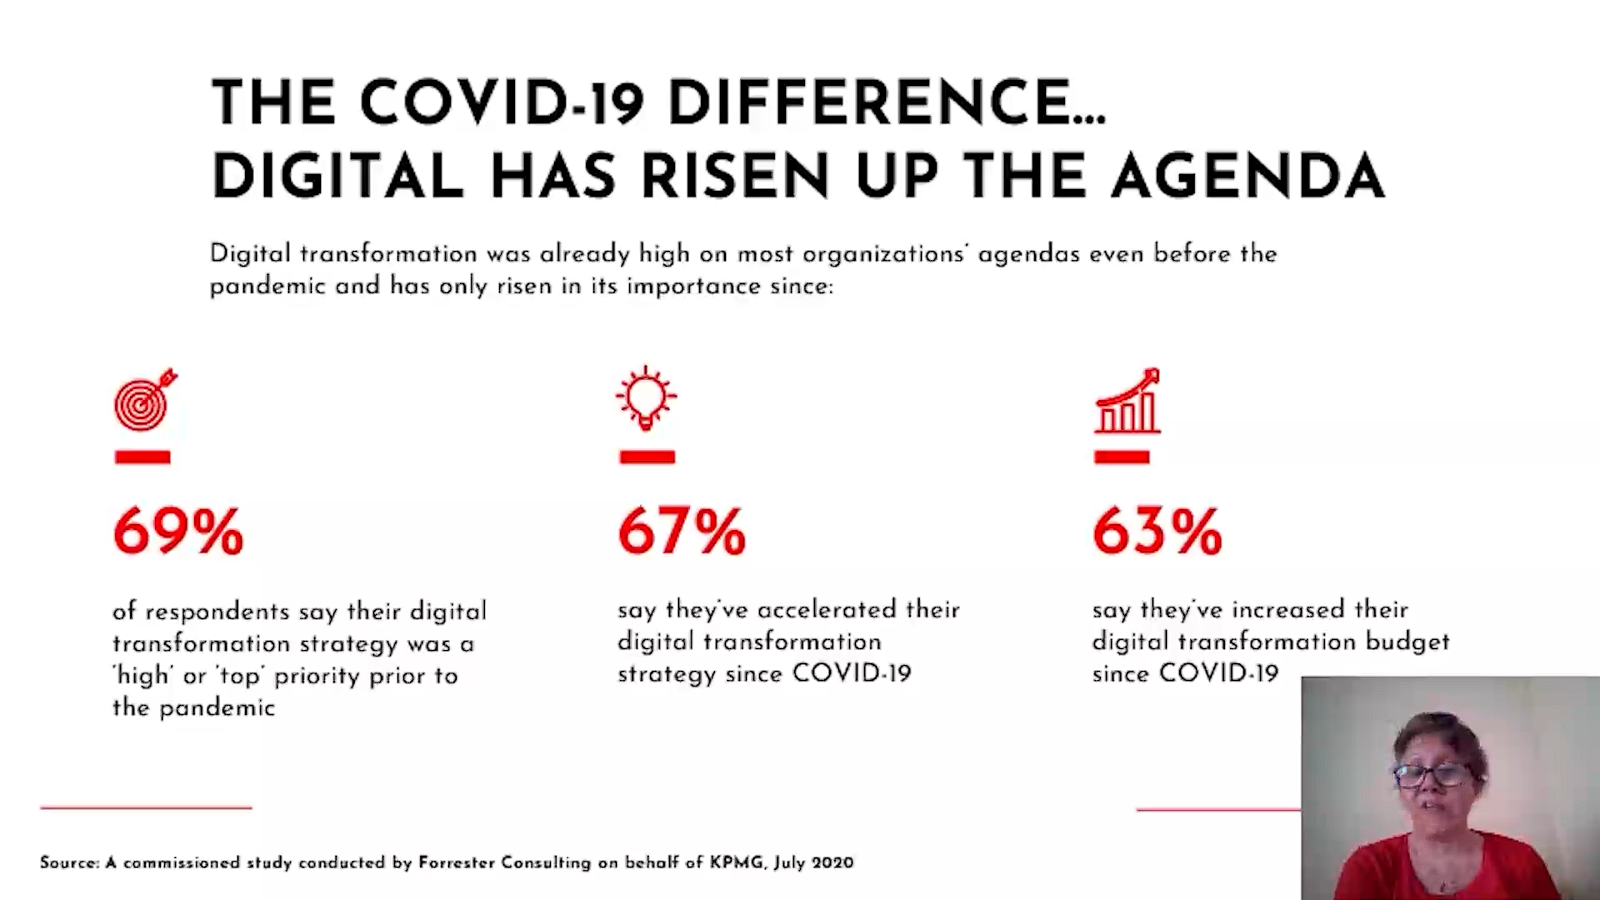 THE COVID-19 DIFFERENCE...
DIGITAL HAS RISEN UP THE AGENDA
Digital transformation was already high on most organizations' agendas even before the
pandemic and has only risen in its importance since:
69%
of respondents say their digital
transformation strategy was a
'high' or 'top' priority prior to
the pandemic
67%
say they've accelerated their
digital transformation
strategy since COVID-19
63%
say they've increased their
digital transformation budget
since COVID-19
Source: A commissioned study conducted by Forrester Consulting on behalf of KPMG, July 2020